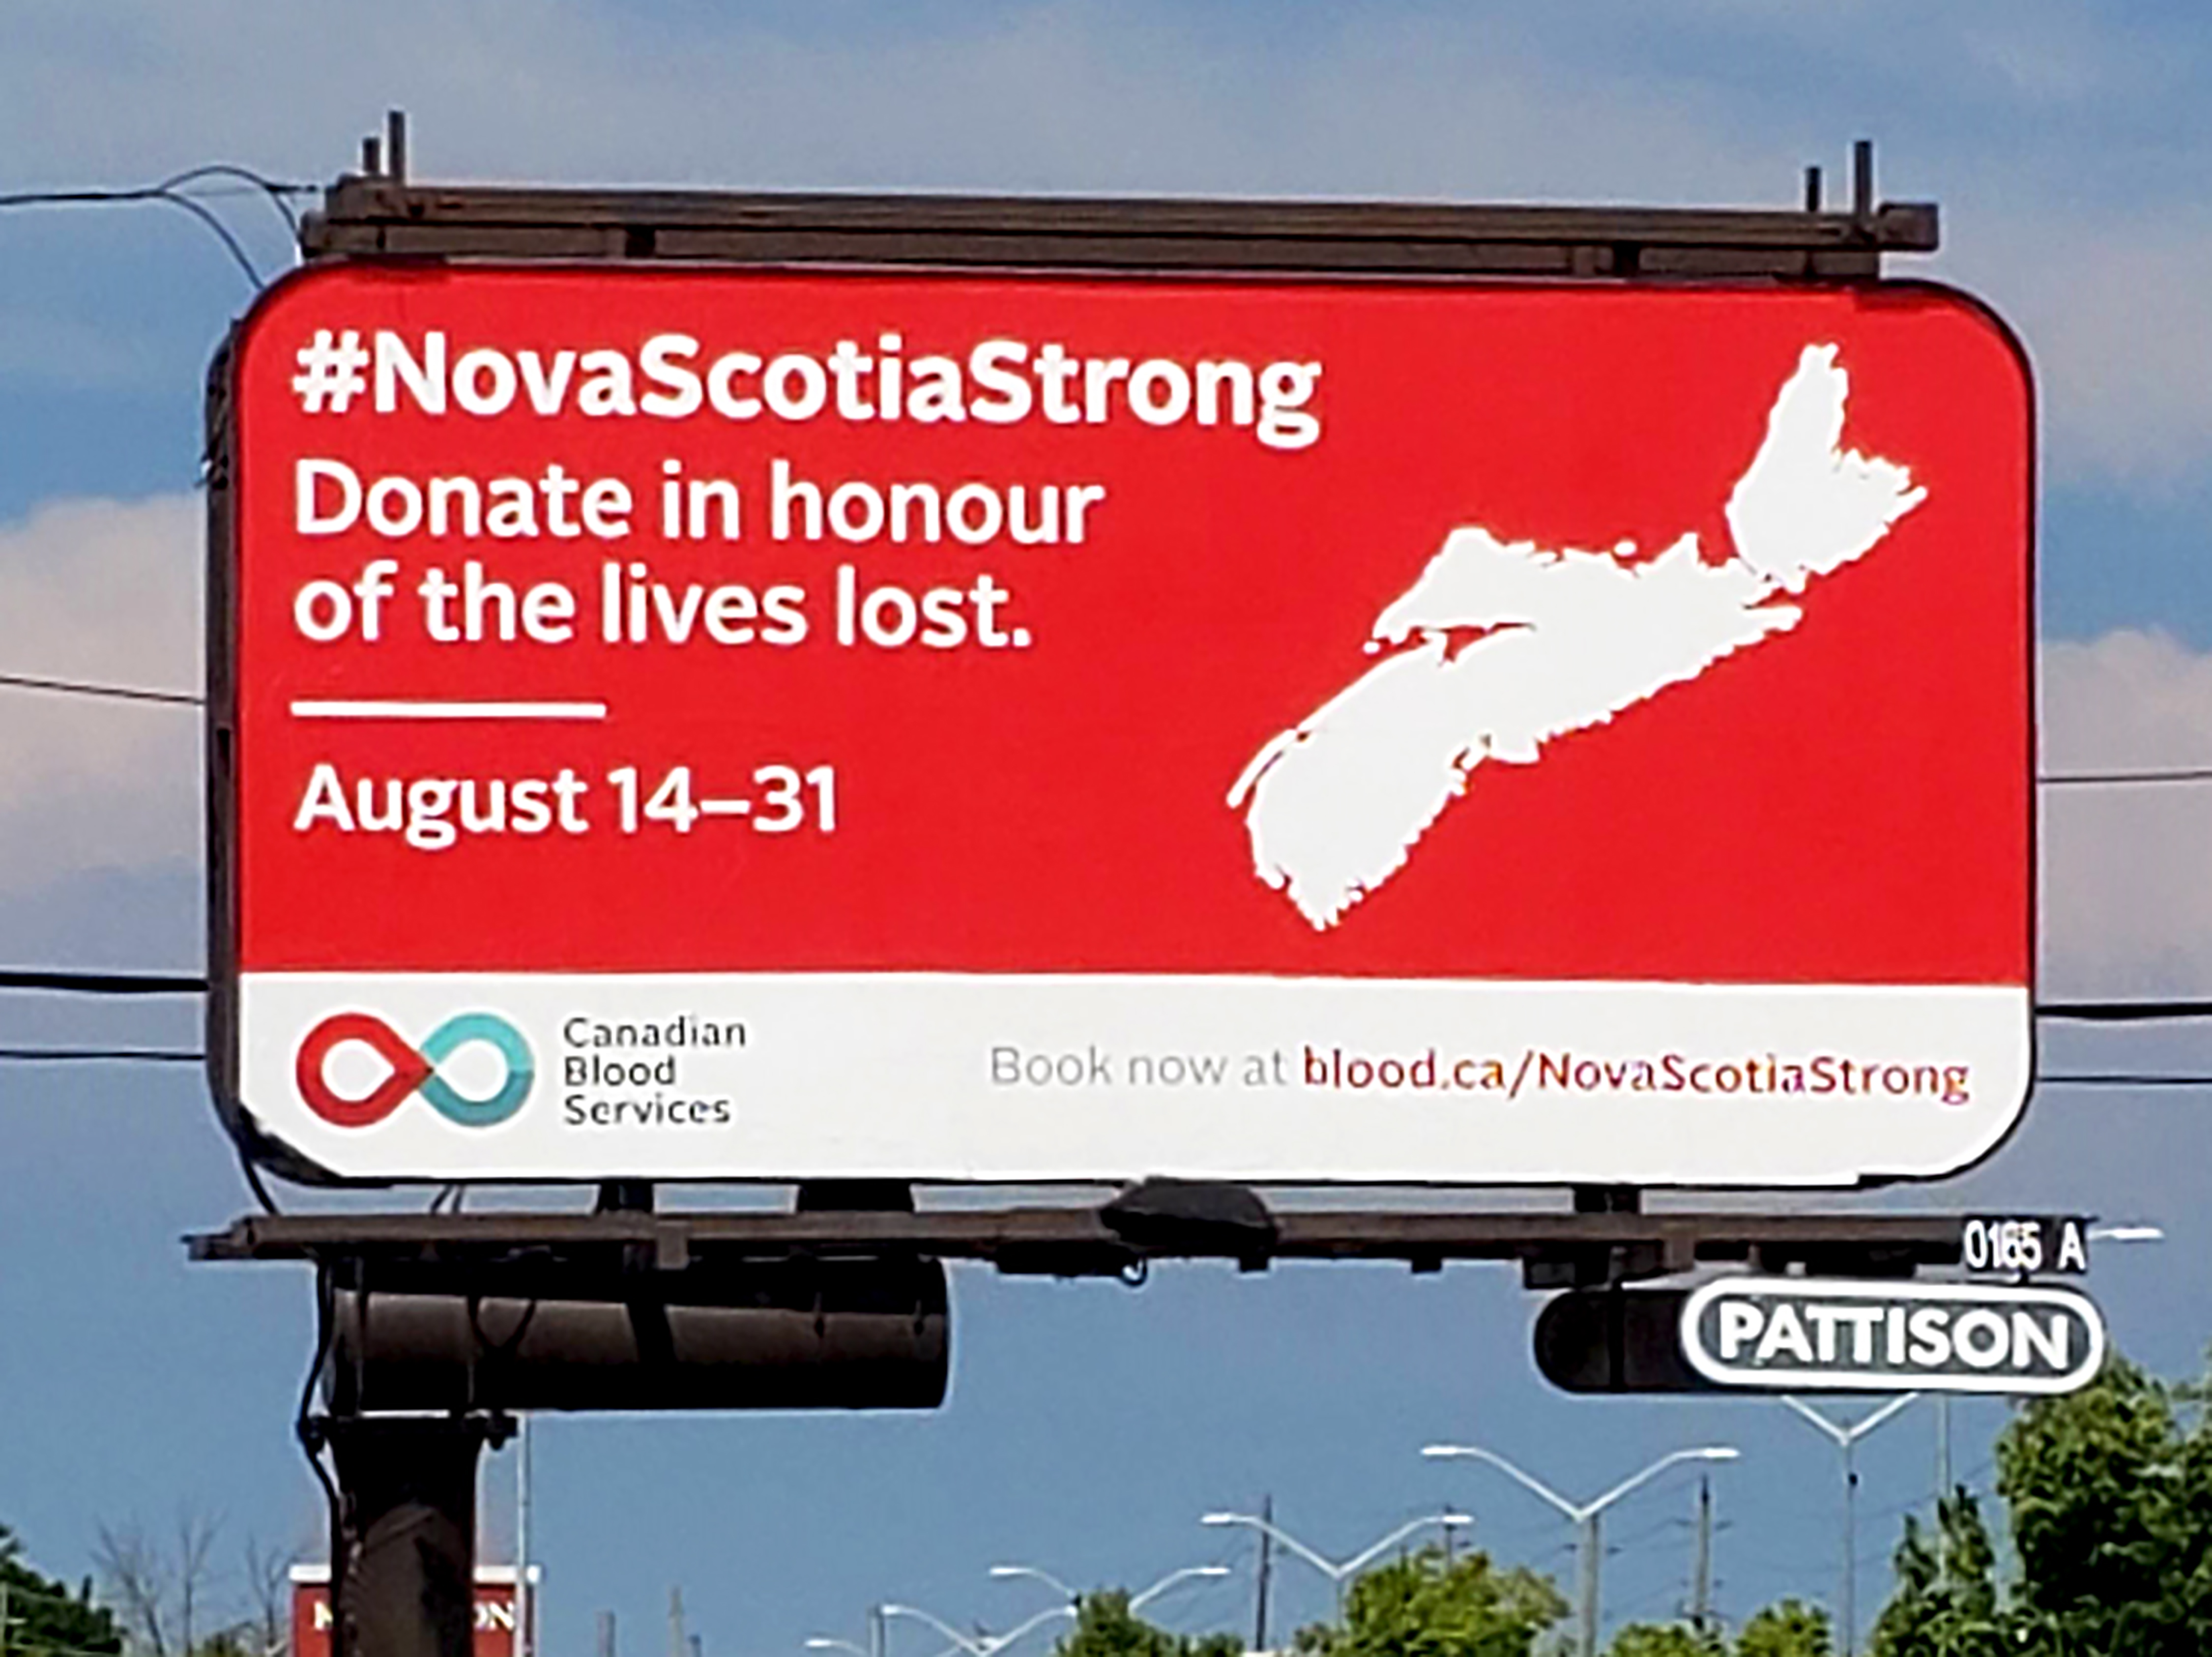 #NovaScotiaStrong
Donate in honour
of the lives lost.
August 14–31
Canadian
Blood
Services
Book now at blood.ca/NovaScotiaStrong
0165 A
PATTISON